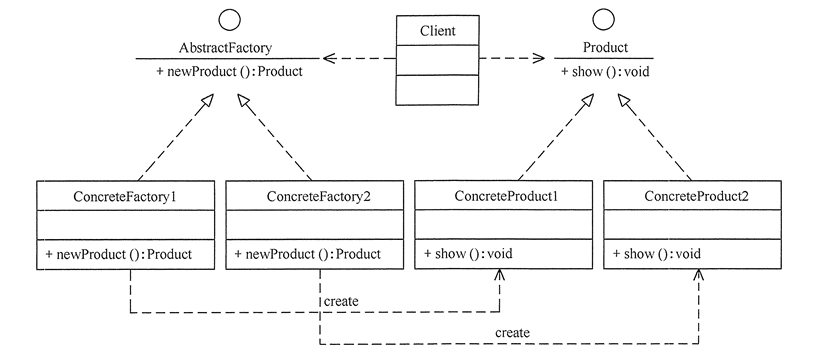 Client
AbstractFactory
Product
+ newProduct (): Product
+ show (): void
ConcreteFactory1
ConcreteFactory2
ConcreteProduct1
ConcreteProduct2
+ newProduct (): Product
+ newProduct (): Product
+ show (): void
+ show (): void
create
create